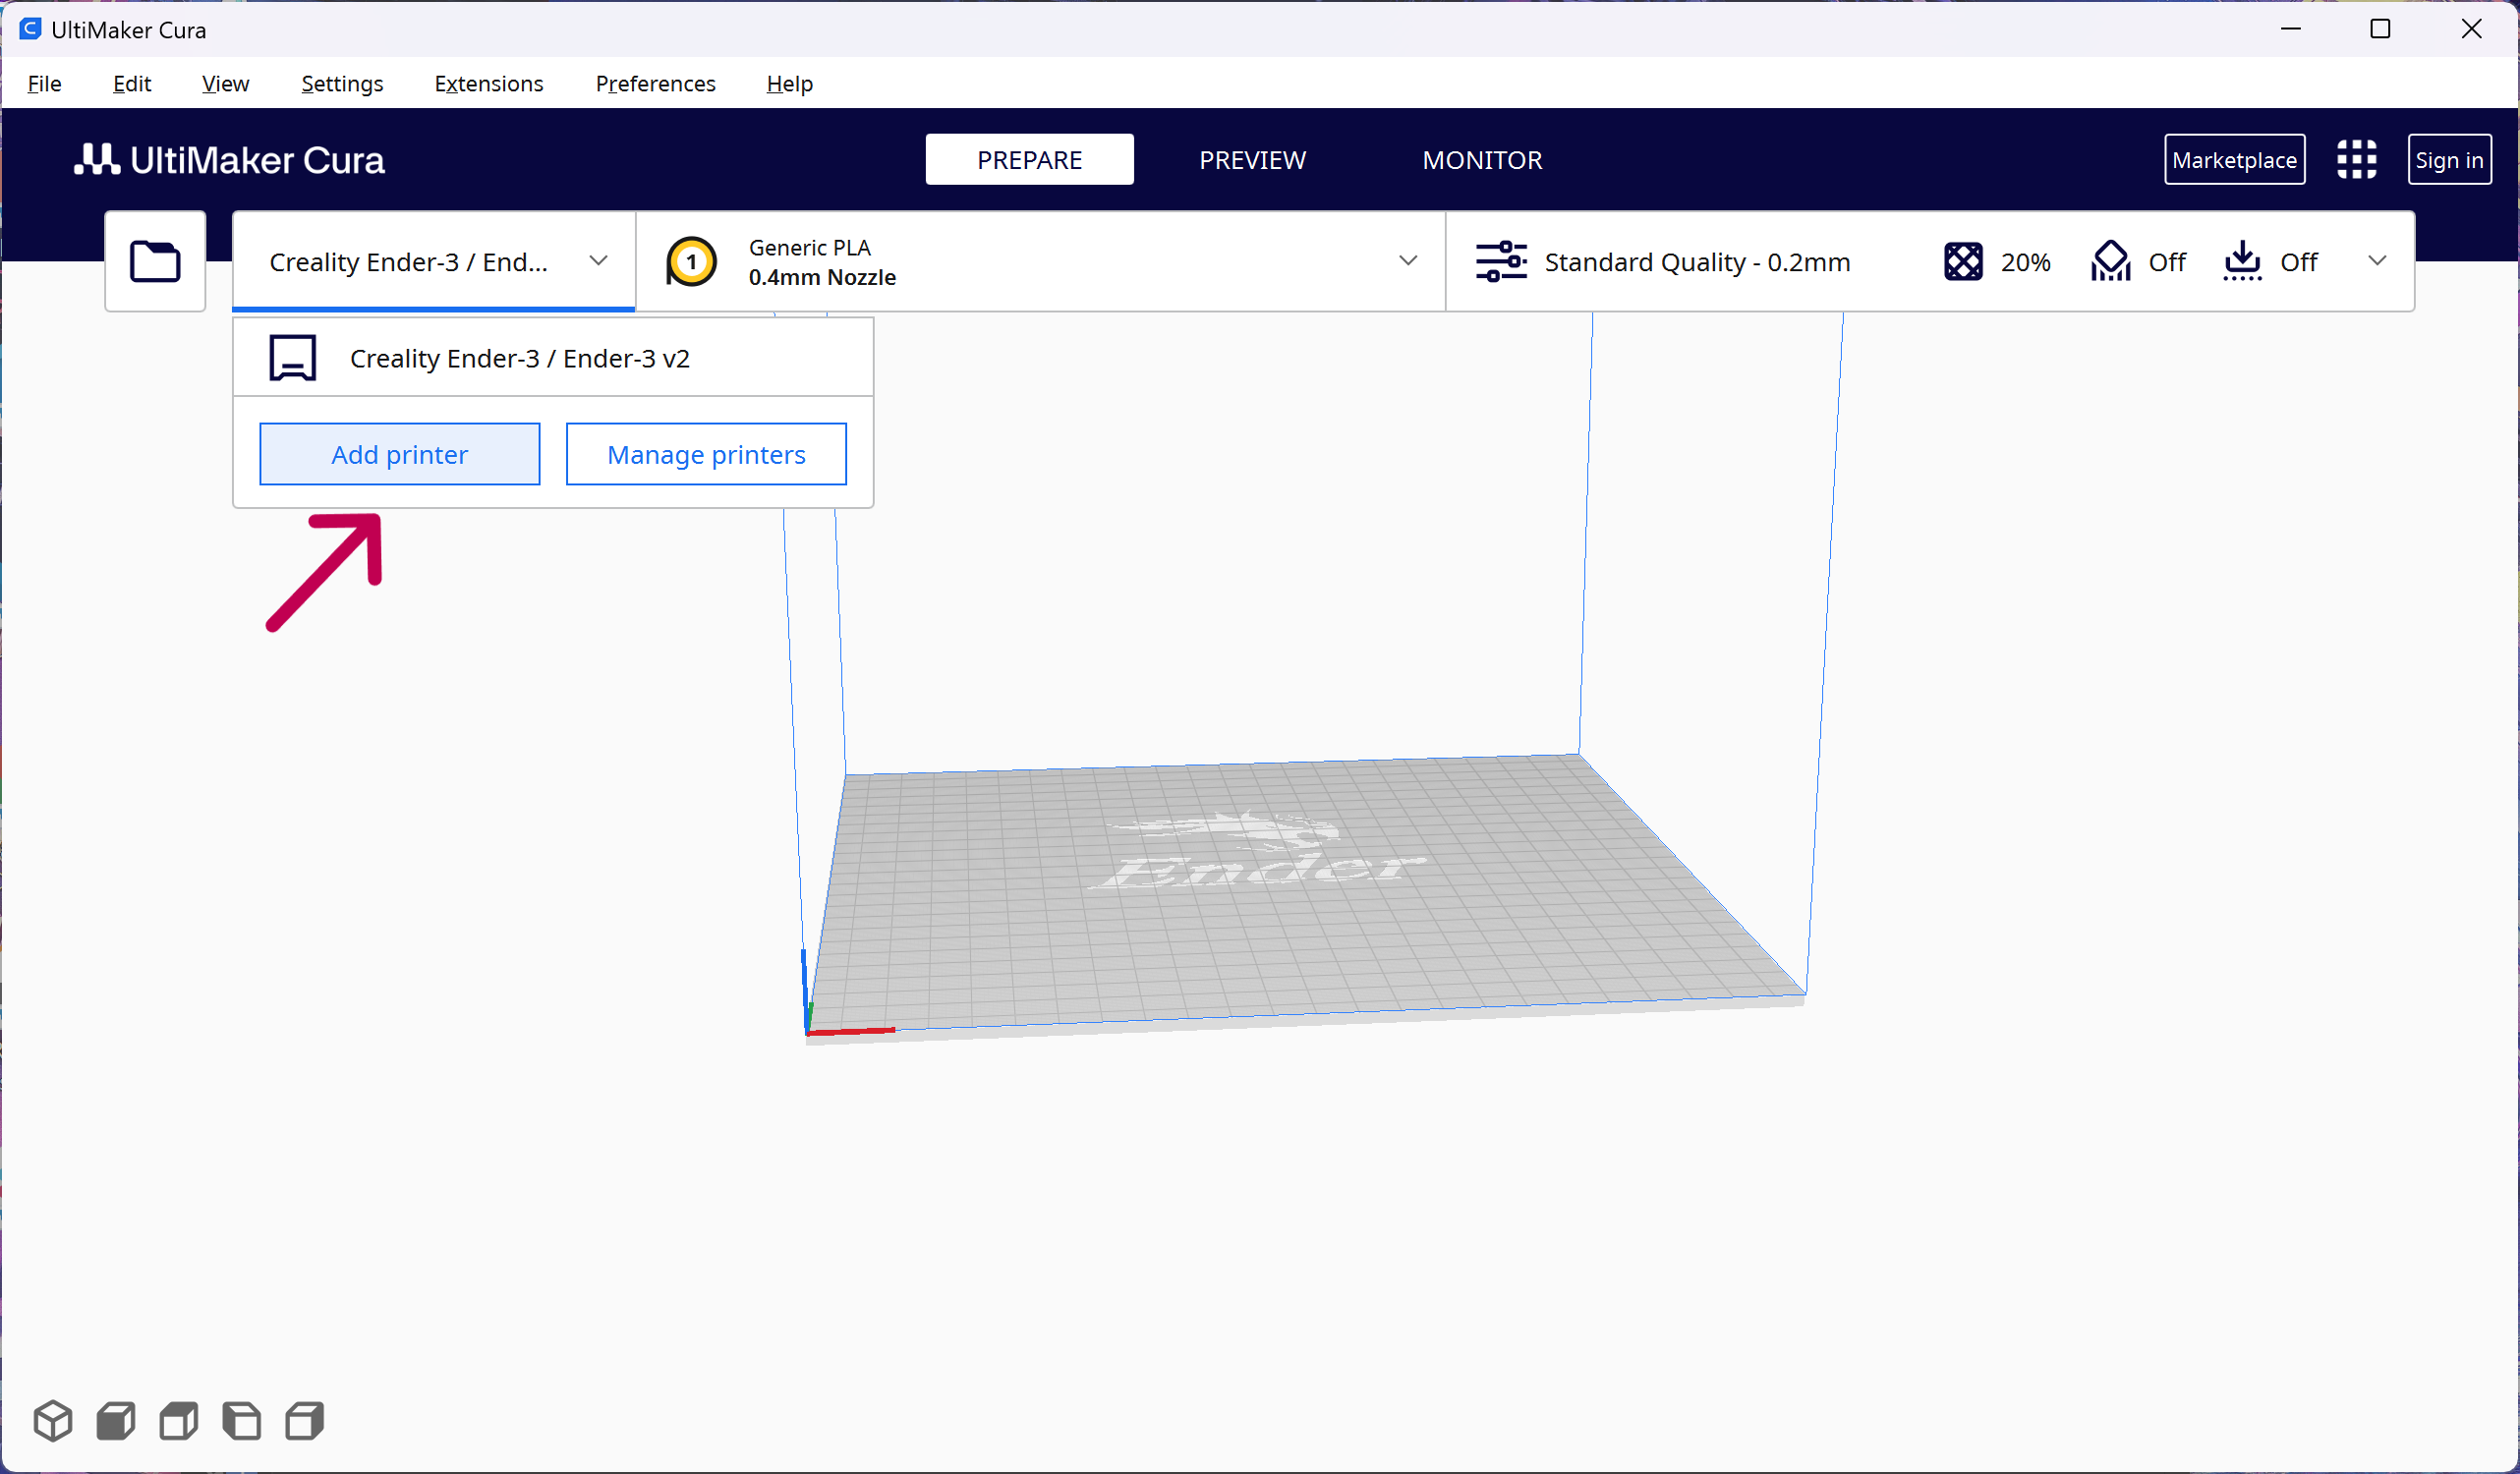 UltiMaker Cura
File Edit View Settings Extensions Preferences Help
UltiMaker Cura PREPARE PREVIEW MONITOR Marketplace Sign in
Creality Ender-3 / End...
1
Generic PLA
0.4mm Nozzle
Standard Quality - 0.2mm 20% Off Off
Creality Ender-3 / Ender-3 v2
Add printer Manage printers
Ender